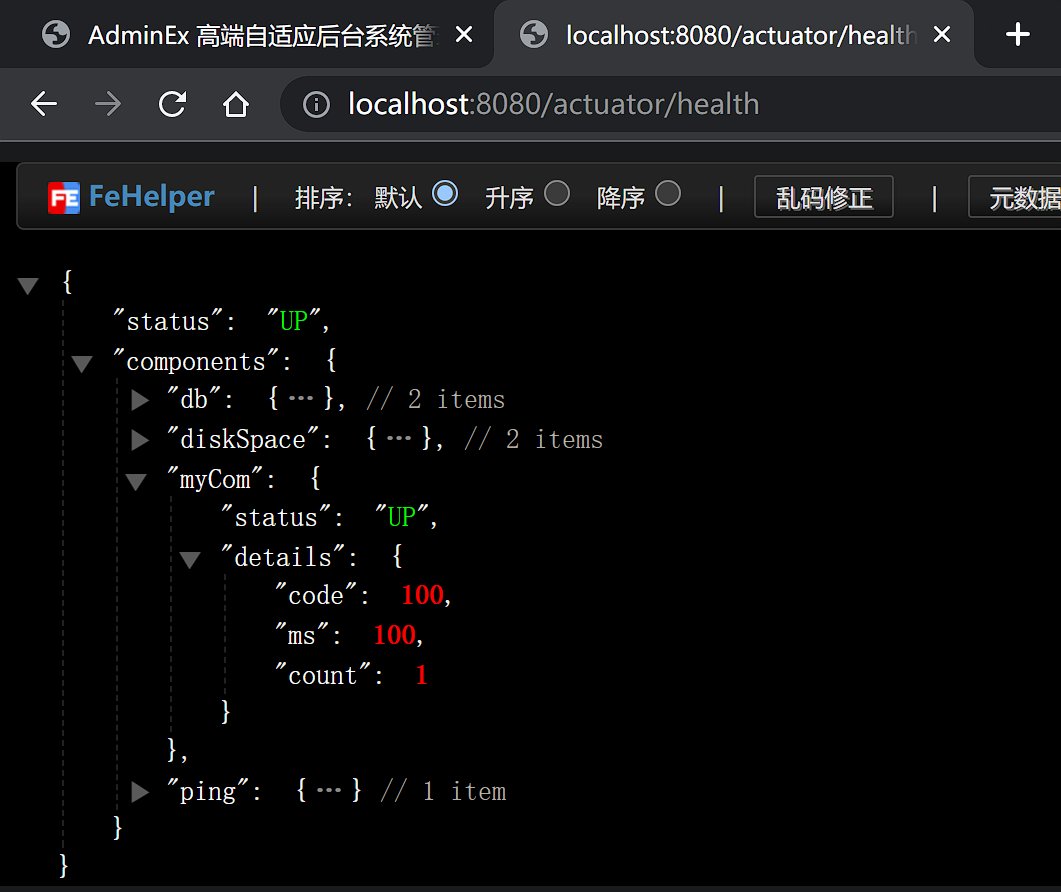 AdminEx 高端自适应后台系统管
localhost:8080/actuator/health
localhost:8080/actuator/health
FE FeHelper | 排序: 默认 升序 降序 | 乱码修正 | 元数据
{
"status": "UP",
"components": {
"db": {···}, // 2 items
"diskSpace": {···}, // 2 items
"myCom": {
"status": "UP",
"details": {
"code": 100,
"ms": 100,
"count": 1
}
},
"ping": {···} // 1 item
}
}